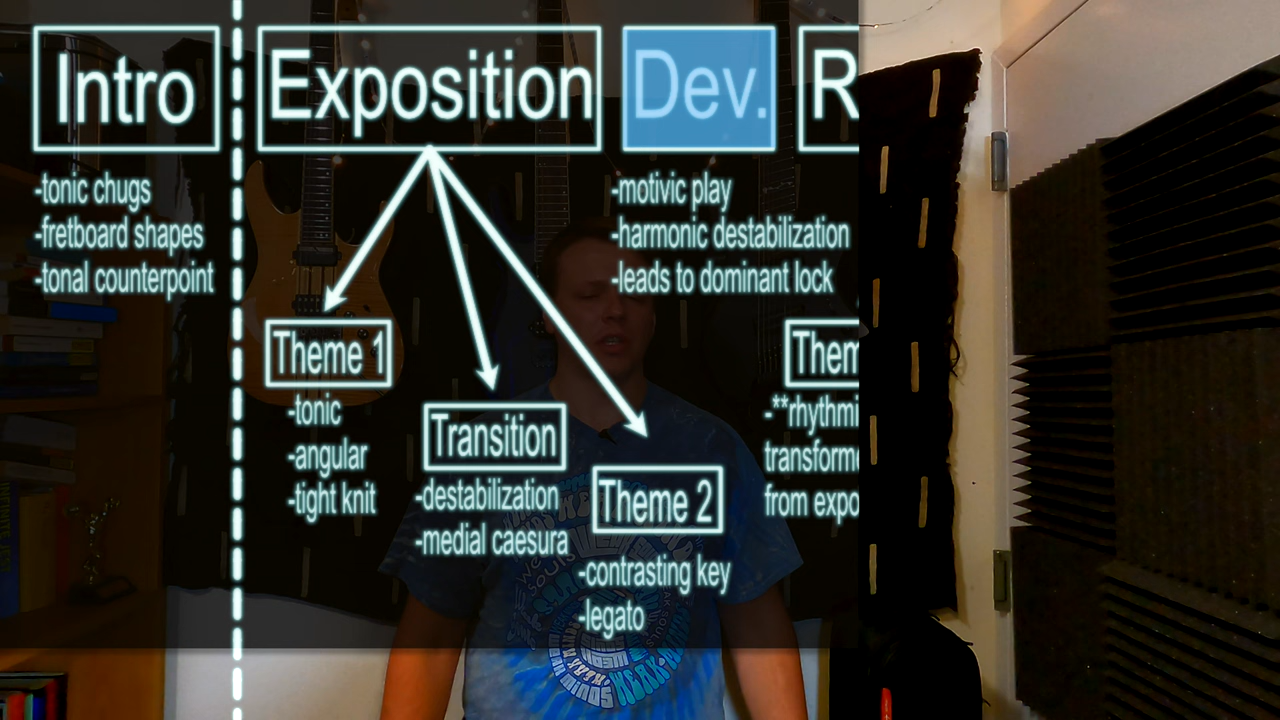 Intro
-tonic chugs
-fretboard shapes
-tonal counterpoint
Exposition
Theme 1
-tonic
-angular
-tight knit
Transition
-destabilization
-medial caesura
Theme 2
-contrasting key
-legato
Dev.
-motivic play
-harmonic destabilization
-leads to dominant lock
R
Them
-**rhythmi
transforme
from expo